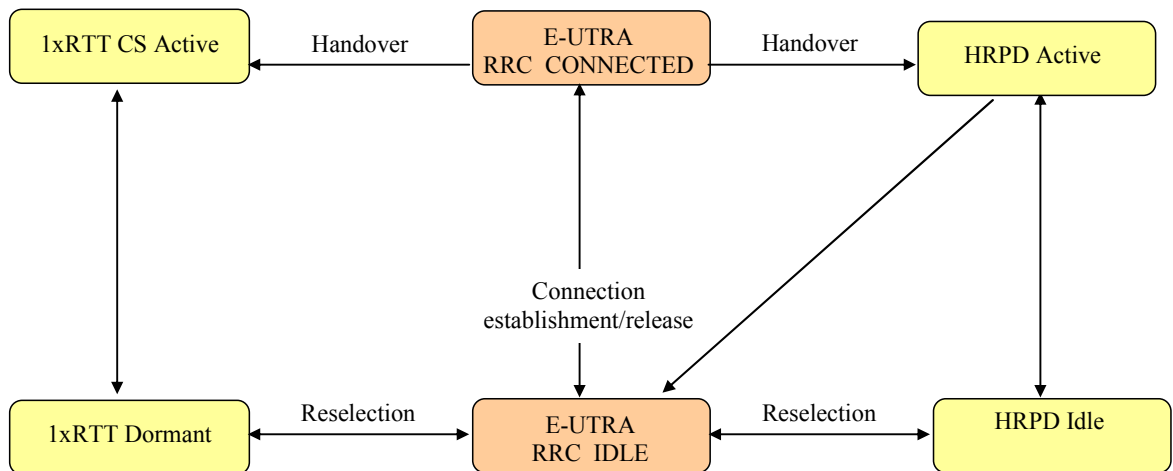 1xRTT CS Active
Handover
E-UTRA
RRC CONNECTED
Handover
HRPD Active
Connection
establishment/release
1xRTT Dormant
Reselection
E-UTRA
RRC IDLE
Reselection
HRPD Idle